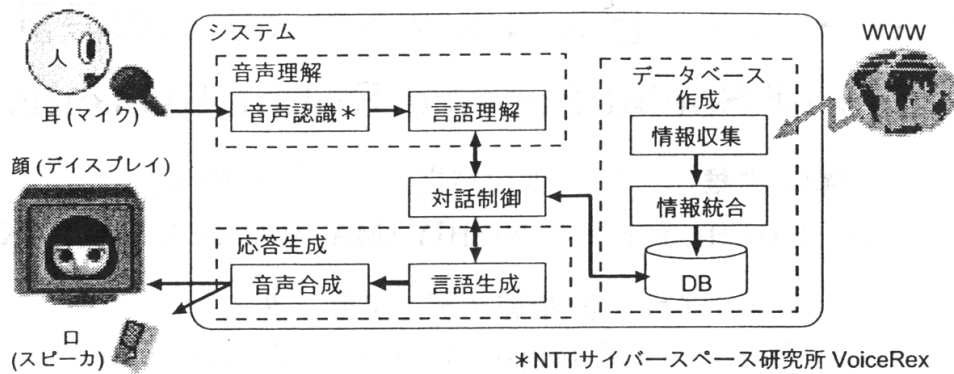 人
耳 (マイク)
顔 (デイスプレイ)
口
(スピーカ)
システム
音声理解
音声認識*
言語理解
対話制御
応答生成
音声合成
言語生成
データベース
作成
情報収集
情報統合
DB
WWW
*NTTサイバースペース研究所 VoiceRex